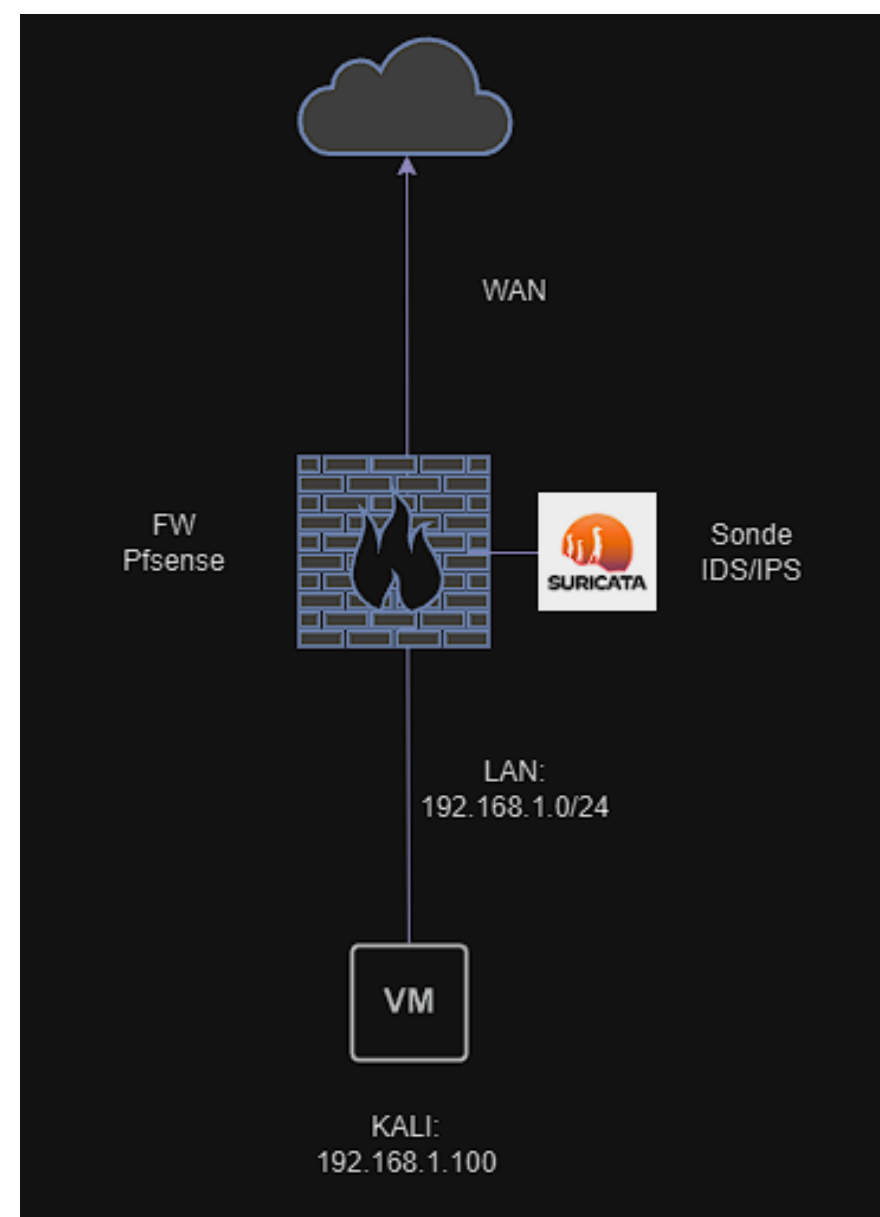 WAN
FW
Pfsense
SURICATA
Sonde
IDS/IPS
LAN:
192.168.1.0/24
VM
KALI:
192.168.1.100